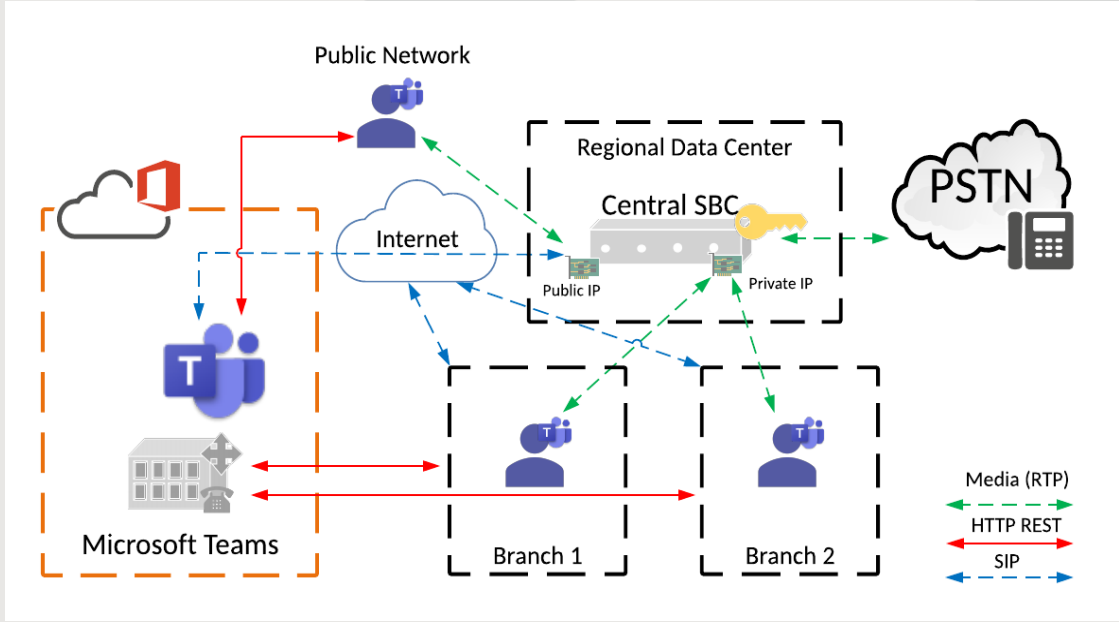 Public Network
T
Regional Data Center
PSTN
Central SBC
Internet
Public IP
Private IP
T
T
T
Media (RTP)
HTTP REST
SIP
Microsoft Teams
Branch 1
Branch 2